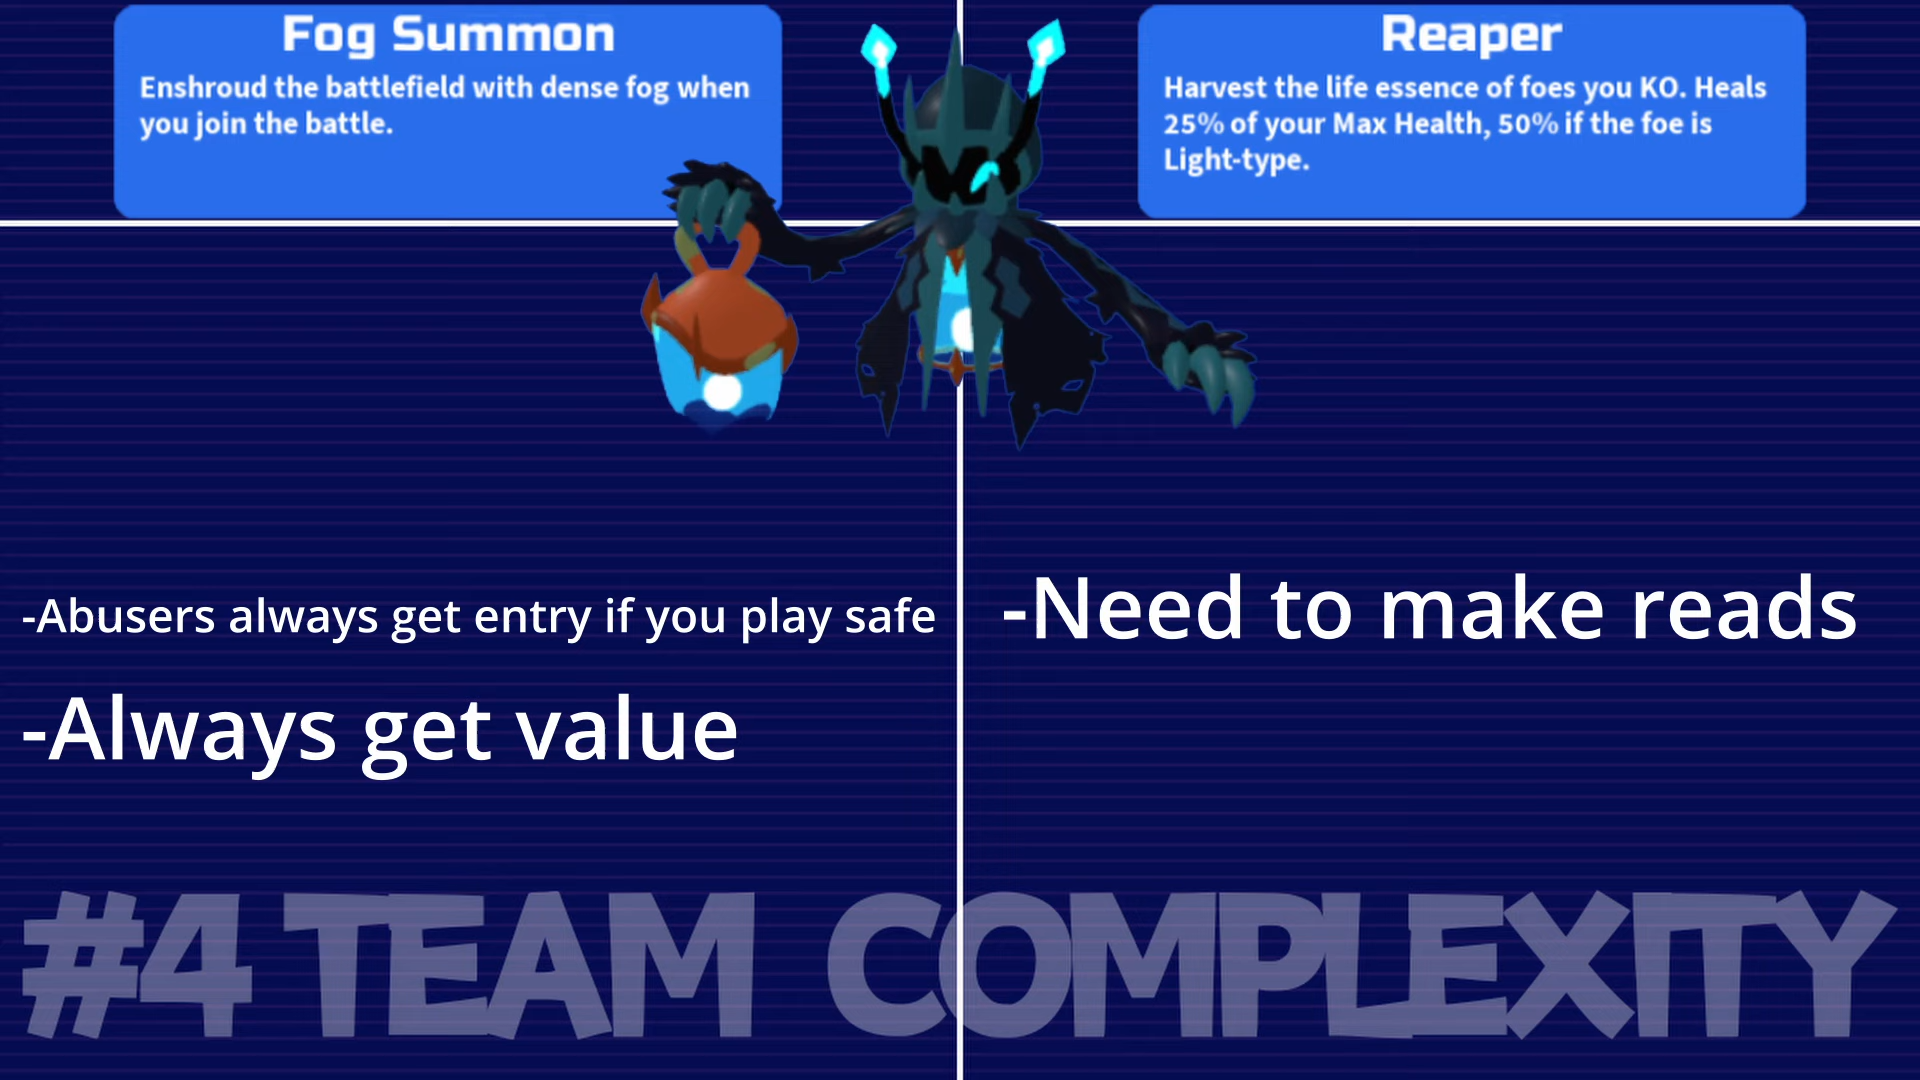 Fog Summon
Enshroud the battlefield with dense fog when
you join the battle.
Reaper
Harvest the life essence of foes you KO. Heals
25% of your Max Health, 50% if the foe is
Light-type.
-Abusers always get entry if you play safe
-Always get value
-Need to make reads
#4 TEAM COMPLEXITY